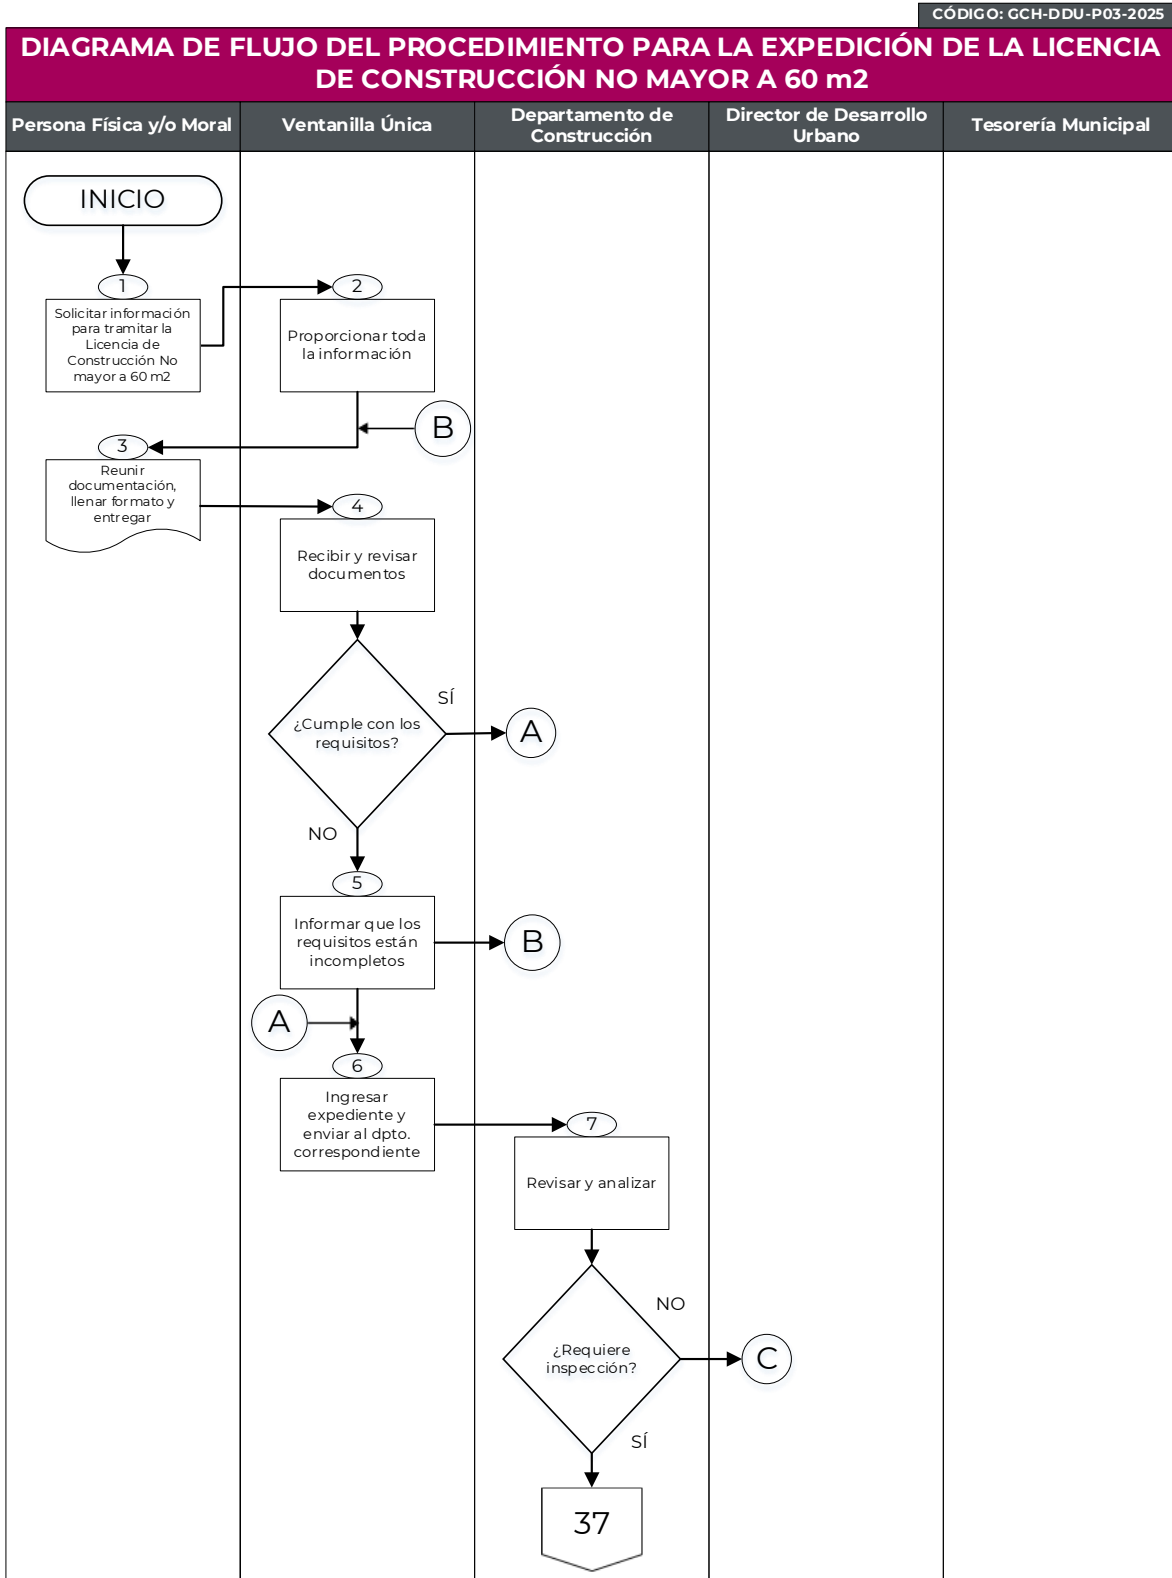 CÓDIGO: GCH-DDU-P03-2025
DIAGRAMA DE FLUJO DEL PROCEDIMIENTO PARA LA EXPEDICIÓN DE LA LICENCIA
DE CONSTRUCCIÓN NO MAYOR A 60 m2
Persona Física y/o Moral
Ventanilla Única
Departamento de
Construcción
Director de Desarrollo
Urbano
Tesorería Municipal
INICIO
1
Solicitar información
para tramitar la
Licencia de
Construcción No
mayor a 60 m2
2
Proporcionar toda
la información
B
3
Reunir
documentación,
llenar formato y
entregar
4
Recibir y revisar
documentos
¿Cumple con los
requisitos?
SÍ
A
NO
5
Informar que los
requisitos están
incompletos
B
A
6
Ingresar
expediente y
enviar al dpto.
correspondiente
7
Revisar y analizar
¿Requiere
inspección?
NO
C
SÍ
37